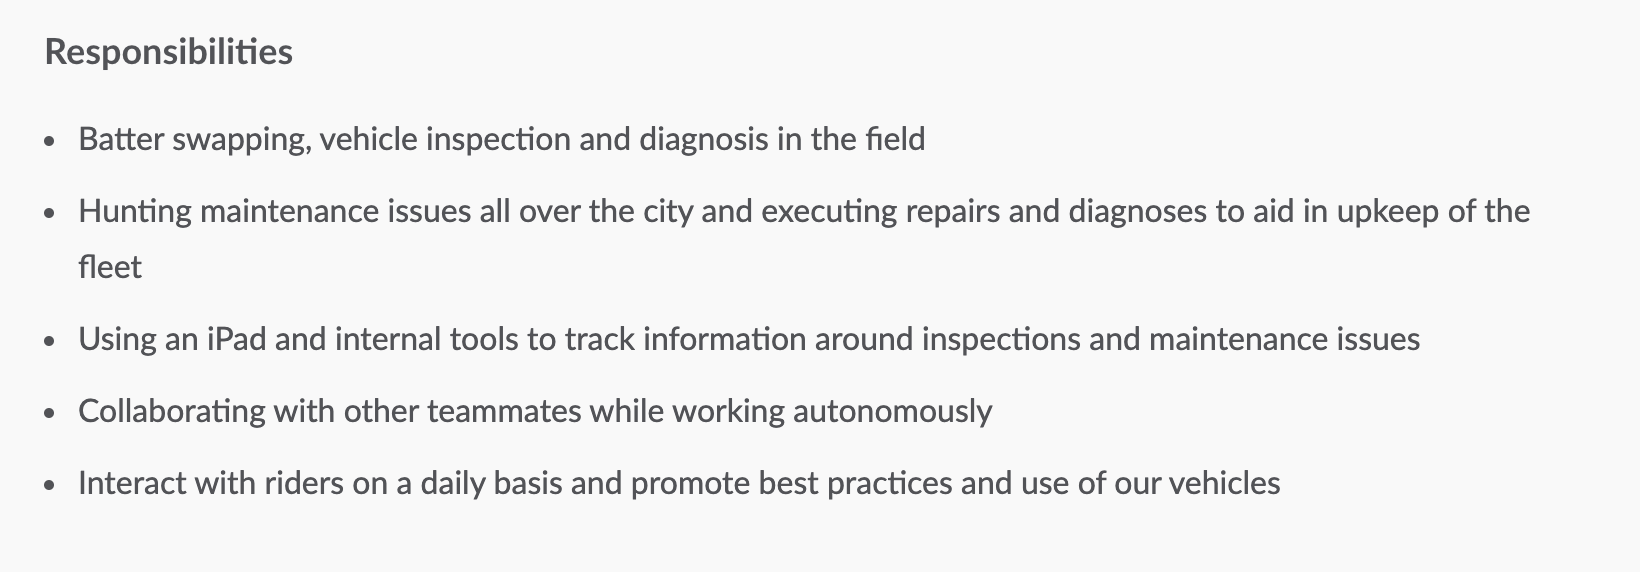 Responsibilities
• Batter swapping, vehicle inspection and diagnosis in the field
• Hunting maintenance issues all over the city and executing repairs and diagnoses to aid in upkeep of the
fleet
• Using an iPad and internal tools to track information around inspections and maintenance issues
• Collaborating with other teammates while working autonomously
• Interact with riders on a daily basis and promote best practices and use of our vehicles